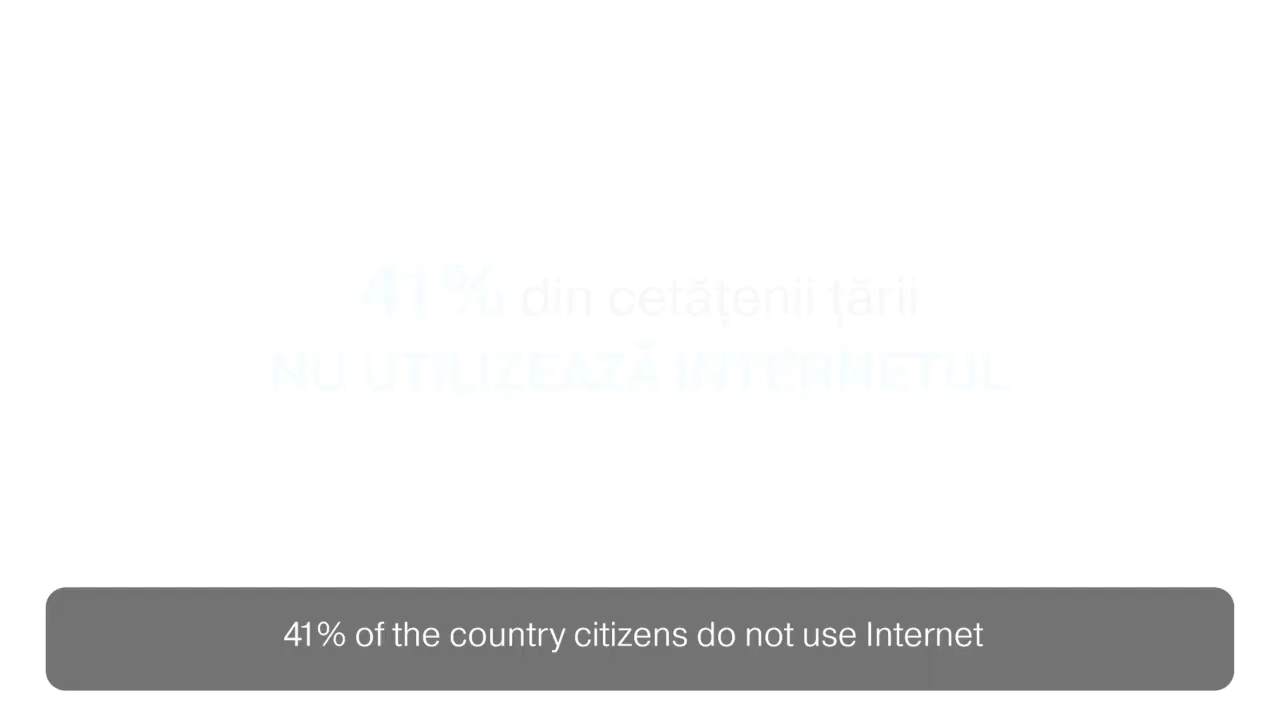 41% din cetățenii țării
NU UTILIZEAZĂ INTERNETUL
41% of the country citizens do not use Internet